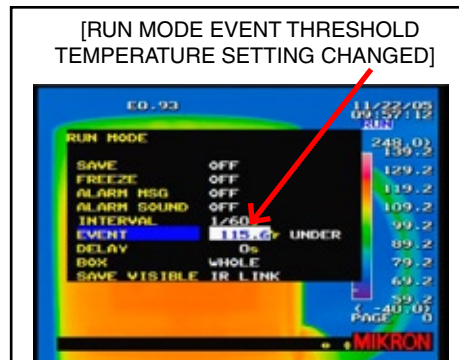 [RUN MODE EVENT THRESHOLD
TEMPERATURE SETTING CHANGED]
E0.93
11/22/05
09:57:12
RUN
RUN MODE
248.0)
139.2
SAVE OFF
129.2
FREEZE OFF
ALARM MSG OFF
119.2
ALARM SOUND OFF
109.2
INTERVAL 1/60
99.2
EVENT 115.6F UNDER
DELAY 0s
89.2
BOX WHOLE
79.2
SAVE VISIBLE IR LINK
69.2
59.2
( -40.0)
PAGE 0
MIKRON